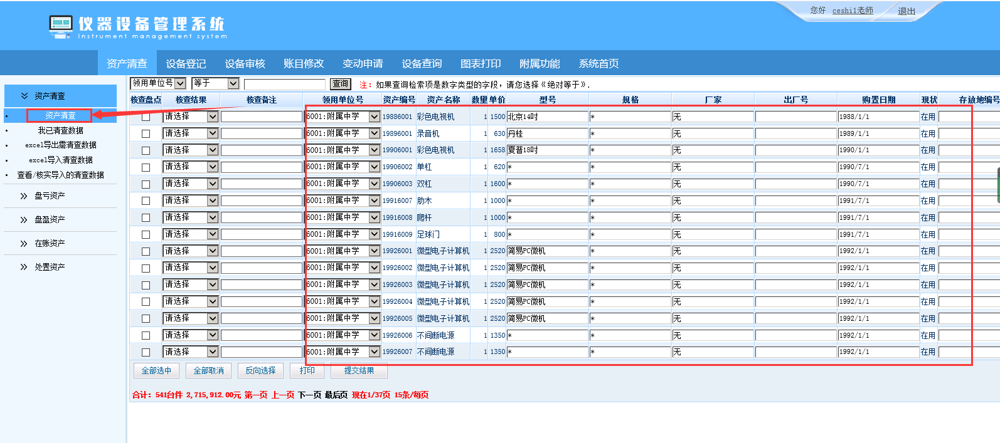 您好 ceshi1老师 退出
仪器设备管理系统
Instrument management system
资产清查 设备登记 设备审核 账目修改 变动申请 设备查询 图表打印 附属功能 系统首页
资产清查
资产清查
我已清查数据
excel导出需清查数据
excel导入清查数据
查看/核实导入的清查数据
盘亏资产
盘盈资产
在账资产
处置资产
领用单位号 等于 查询 注：如果查询检索项是数字类型的字段，请您选择《绝对等于》.
核查盘点 核查结果 核查备注 领用单位号 资产编号 资产名称 数量 单价 型号 规格 厂家 出厂号 购置日期 现状 存放地编号
请选择 6001:附属中学 19886001 彩色电视机 1 1500 北京14吋 * 无 1988/1/1 在用
请选择 6001:附属中学 19896001 录音机 1 630 丹桂 * 无 1989/1/1 在用
请选择 6001:附属中学 19906001 彩色电视机 1 1658 夏普18吋 * 无 1990/1/1 在用
请选择 6001:附属中学 19906002 单杠 1 620 * * 无 1990/7/1 在用
请选择 6001:附属中学 19906003 双杠 1 1600 * * 无 1990/7/1 在用
请选择 6001:附属中学 19916007 肋木 1 1000 * * 无 1991/7/1 在用
请选择 6001:附属中学 19916008 爬杆 1 1000 * * 无 1991/7/1 在用
请选择 6001:附属中学 19916009 足球门 1 800 * * 无 1991/7/1 在用
请选择 6001:附属中学 19926001 微型电子计算机 1 2520 简易PC微机 * 无 1992/1/1 在用
请选择 6001:附属中学 19926002 微型电子计算机 1 2520 简易PC微机 * 无 1992/1/1 在用
请选择 6001:附属中学 19926003 微型电子计算机 1 2520 简易PC微机 * 无 1992/1/1 在用
请选择 6001:附属中学 19926004 微型电子计算机 1 2520 简易PC微机 * 无 1992/1/1 在用
请选择 6001:附属中学 19926005 微型电子计算机 1 2520 简易PC微机 * 无 1992/1/1 在用
请选择 6001:附属中学 19926006 不间断电源 1 1350 * * 无 1992/1/1 在用
请选择 6001:附属中学 19926007 不间断电源 1 1350 * * 无 1992/1/1 在用
全部选中 全部取消 反向选择 打印 提交结果
合计：541台件 2,715,912.00元 第一页 上一页 下一页 最后页 现在1/37页 15条/每页